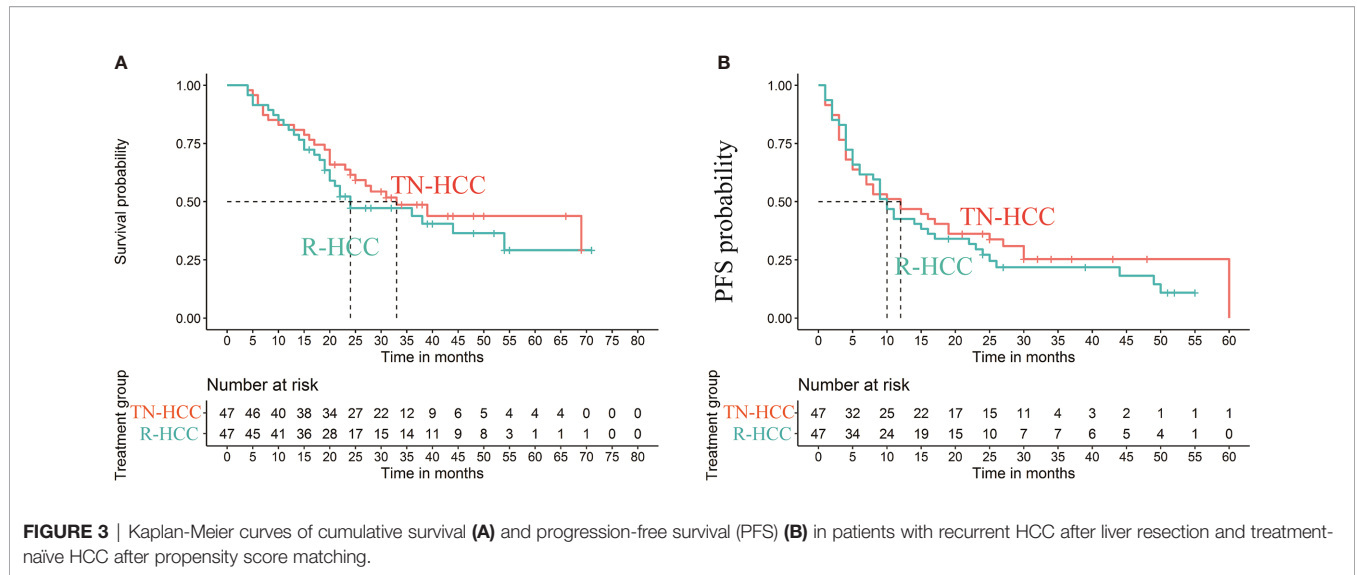 A
1.00
0.75
0.50
0.25
0.00
Survival probability
TN-HCC
R-HCC
0 5 10 15 20 25 30 35 40 45 50 55 60 65 70 75 80
Time in months
Number at risk
Treatment group
TN-HCC 47 46 40 38 34 27 22 12 9 6 5 4 4 4 0 0 0
R-HCC 47 45 41 36 28 17 15 14 11 9 8 3 1 1 1 0 0
0 5 10 15 20 25 30 35 40 45 50 55 60 65 70 75 80
Time in months
B
1.00
0.75
0.50
0.25
0.00
PFS probability
TN-HCC
R-HCC
0 5 10 15 20 25 30 35 40 45 50 55 60
Time in months
Number at risk
Treatment group
TN-HCC 47 32 25 22 17 15 11 4 3 2 1 1 1
R-HCC 47 34 24 19 15 10 7 7 6 5 4 1 0
0 5 10 15 20 25 30 35 40 45 50 55 60
Time in months
FIGURE 3 | Kaplan-Meier curves of cumulative survival (A) and progression-free survival (PFS) (B) in patients with recurrent HCC after liver resection and treatment-
naïve HCC after propensity score matching.